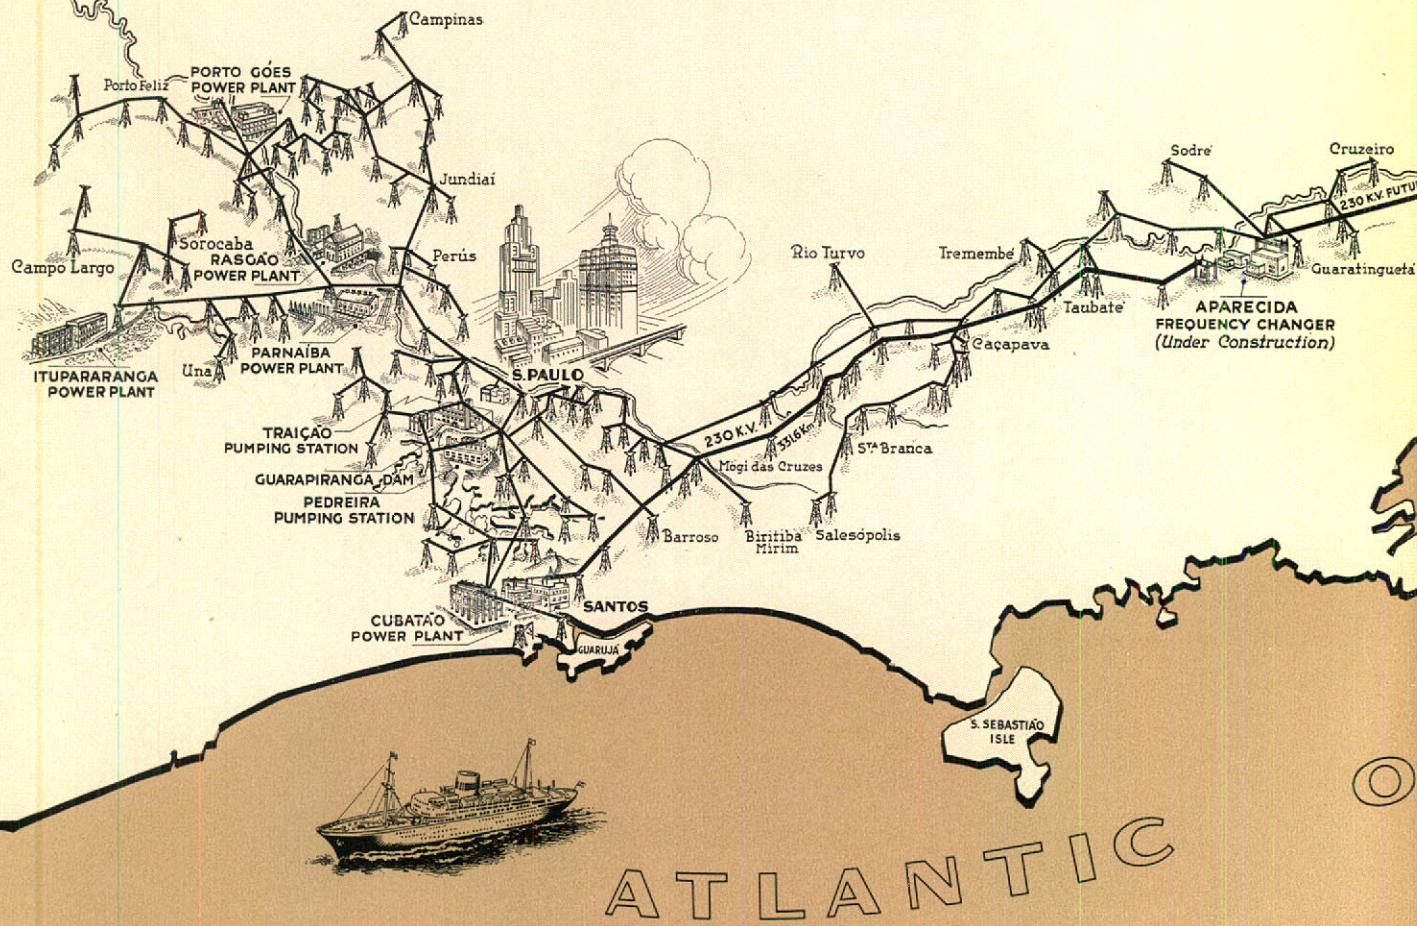 Campinas
PORTO GÓES
POWER PLANT
Porto Feliz
Jundiaí
Sorocaba
RASGÃO
POWER PLANT
Campo Largo
Perús
PARNAÍBA
POWER PLANT
Una
ITUPARARANGA
POWER PLANT
S. PAULO
TRAIÇÃO
PUMPING STATION
GUARAPIRANGA DAM
PEDREIRA
PUMPING STATION
CUBATÃO
POWER PLANT
SANTOS
GUARUJÁ
Barroso
Biritiba
Mirim
Salesópolis
Mogi das Cruzes
STA Branca
230 K.V.
331,6 Km
Rio Turvo
Caçapava
Tremembé
Taubaté
Sodré
Cruzeiro
230 K.V. FUTU
Guaratinguetá
APARECIDA
FREQUENCY CHANGER
(Under Construction)
S. SEBASTIÃO
ISLE
ATLANTIC
O